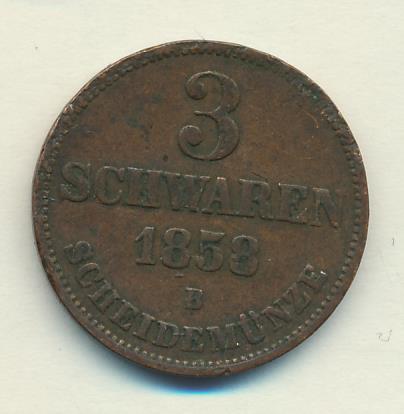 3
SCHWAREN
1858
B
SCHEIDEMÜNZE